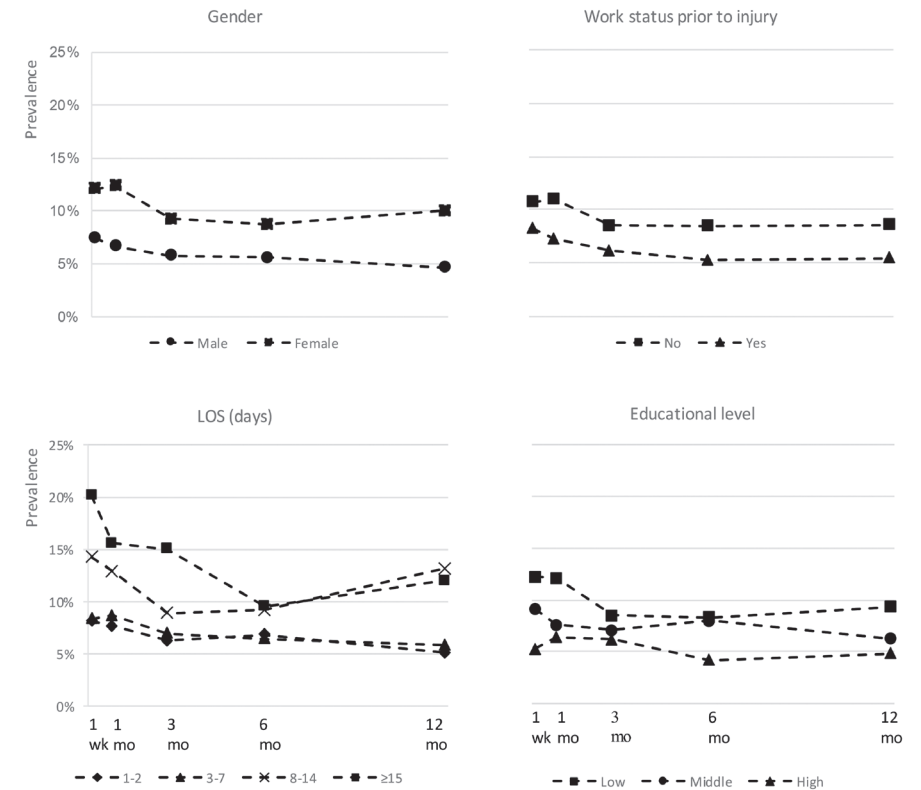 Gender
Work status prior to injury
Prevalence
25%
20%
15%
10%
5%
0%
Male Female
No Yes
LOS (days)
Educational level
Prevalence
25%
20%
15%
10%
5%
0%
1 1 3 6 12
wk mo mo mo mo
1 1 3 6 12
wk mo mo mo mo
1-2 3-7 8-14 ≥15
Low Middle High